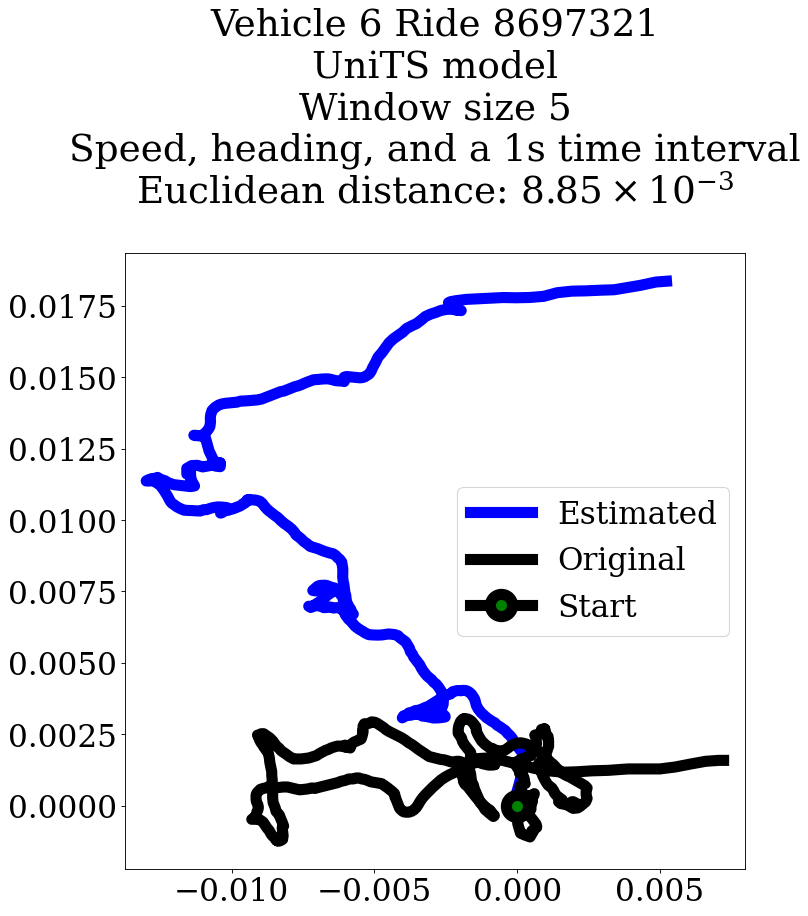 Vehicle 6 Ride 8697321
UniTS model
Window size 5
Speed, heading, and a 1s time interval
Euclidean distance: 8.85 × 10⁻³
0.0175
0.0150
0.0125
0.0100
0.0075
0.0050
0.0025
0.0000
Estimated
Original
Start
−0.010 −0.005 0.000 0.005